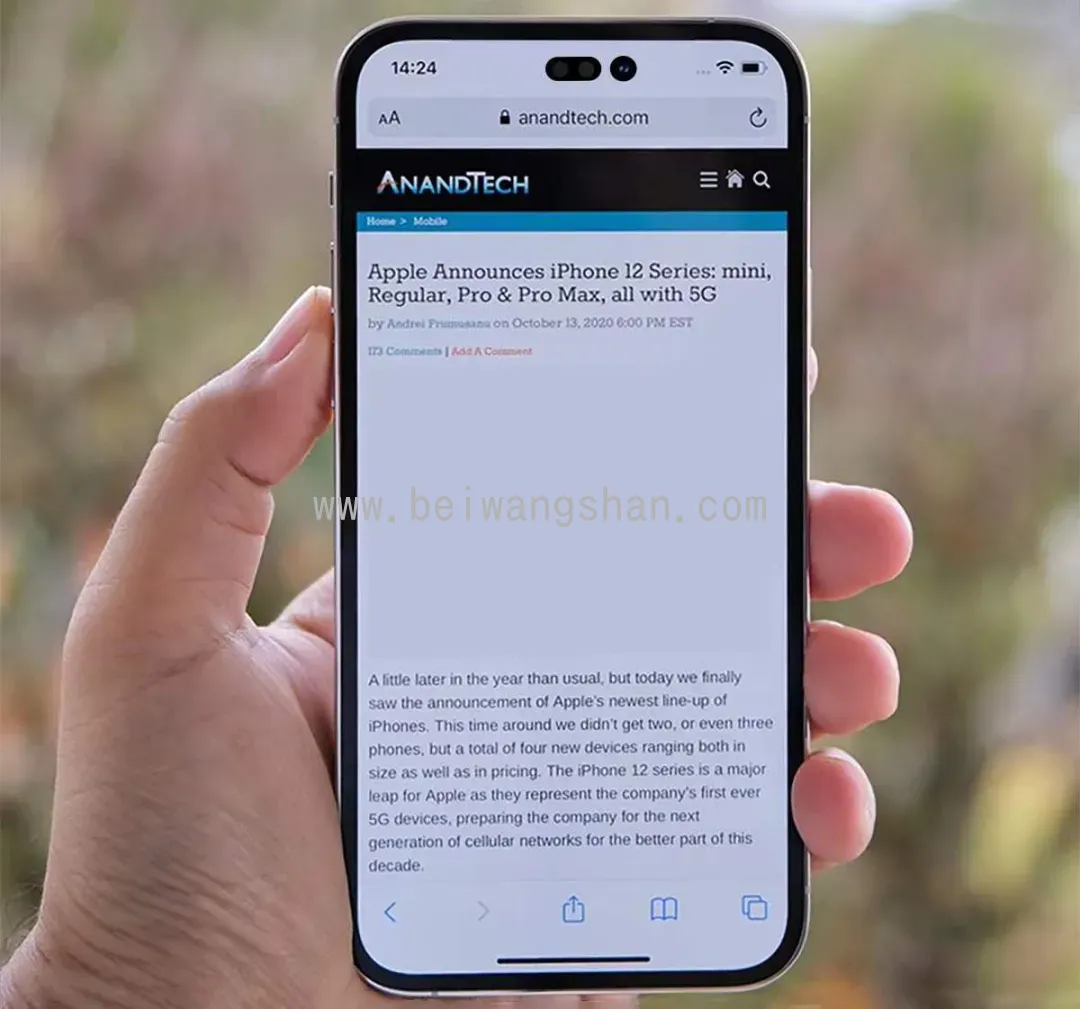 14:24
AA anandtech.com
ANANDTECH
Home > Mobile
Apple Announces iPhone 12 Series: mini,
Regular, Pro & Pro Max, all with 5G
by Andrei Frumusanu on October 13, 2020 6:00 PM EST
173 Comments | Add A Comment
www.beiwangshan.com
A little later in the year than usual, but today we finally
saw the announcement of Apple's newest line-up of
iPhones. This time around we didn't get two, or even three
phones, but a total of four new devices ranging both in
size as well as in pricing. The iPhone 12 series is a major
leap for Apple as they represent the company's first ever
5G devices, preparing the company for the next
generation of cellular networks for the better part of this
decade.